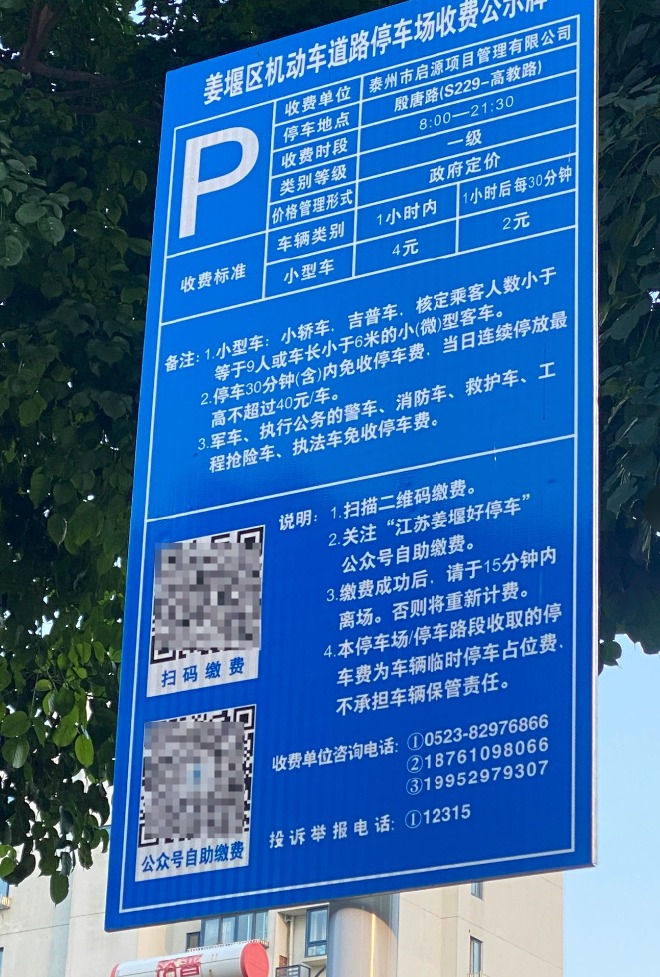 姜堰区机动车道路停车场收费公示牌
P
收费单位 泰州市启源项目管理有限公司
停车地点 殷唐路(S229-高教路)
收费时段 8:00—21:30
类别等级 一级
价格管理形式 政府定价
收费标准 车辆类别 1小时内 1小时后每30分钟
小型车 4元 2元
备注: 1.小型车: 小轿车、吉普车、核定乘客人数小于
等于9人或车长小于6米的小(微)型客车。
2.停车30分钟(含)内免收停车费，当日连续停放最
高不超过40元/车。
3.军车、执行公务的警车、消防车、救护车、工
程抢险车、执法车免收停车费。
说明: 1.扫描二维码缴费。
2.关注“江苏姜堰好停车”
公众号自助缴费。
3.缴费成功后，请于15分钟内
离场。否则将重新计费。
4.本停车场/停车路段收取的停
车费为车辆临时停车占位费，
不承担车辆保管责任。
扫码缴费
公众号自助缴费
收费单位咨询电话: ①0523-82976866
②18761098066
③19952979307
投诉举报电话: ①12315